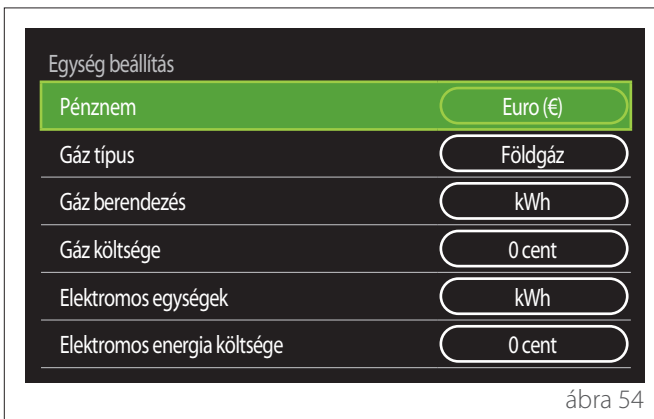 Egység beállítás
Pénznem Euro (€)
Gáz típus Földgáz
Gáz berendezés kWh
Gáz költsége 0 cent
Elektromos egységek kWh
Elektromos energia költsége 0 cent
ábra 54